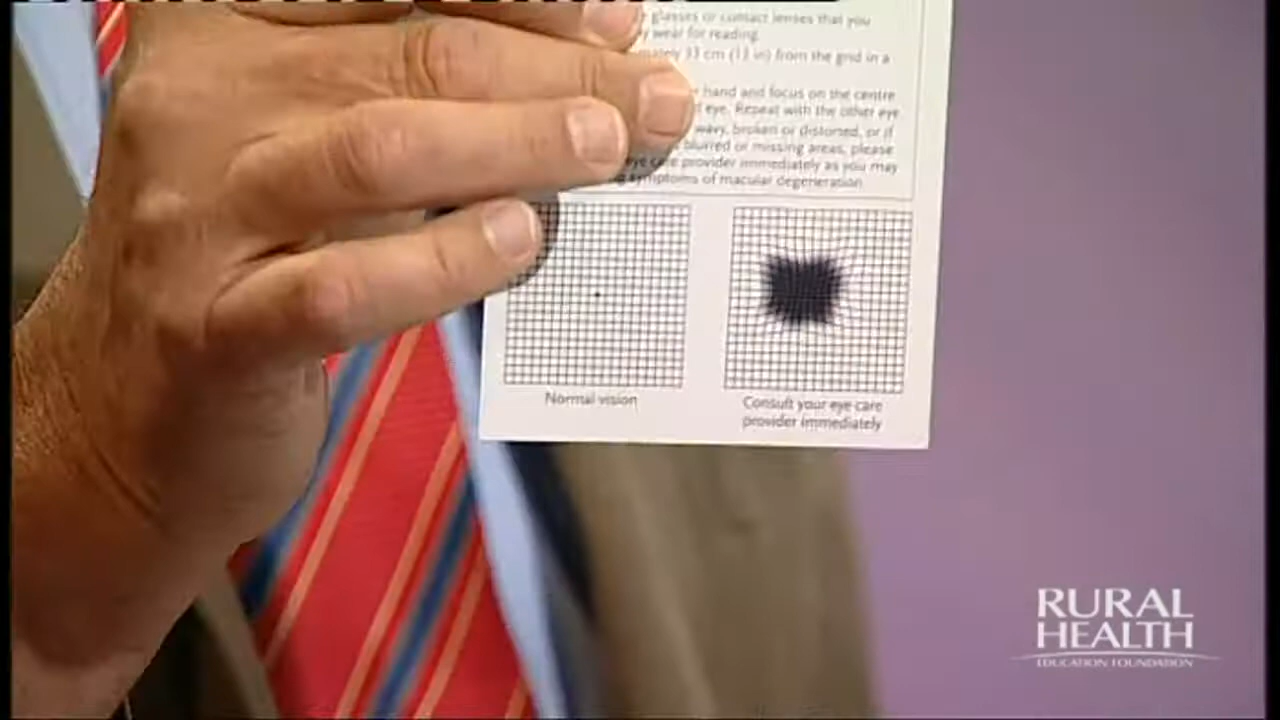 glasses or contact lenses that you
wear for reading.
33 cm (13 in) from the grid in a
hand and focus on the centre
eye. Repeat with the other eye
wavy, broken or distorted, or if
blurred or missing areas, please
eye care provider immediately as you may
symptoms of macular degeneration
Normal vision
Consult your eye care
provider immediately
RURAL
HEALTH
EDUCATION FOUNDATION